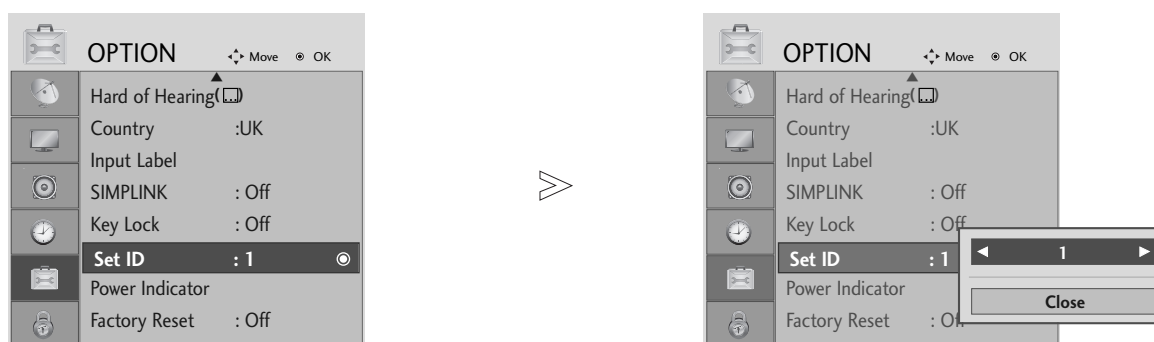 OPTION Move OK
Hard of Hearing( )
Country :UK
Input Label
SIMPLINK : Off
Key Lock : Off
Set ID : 1
Power Indicator
Factory Reset : Off
OPTION Move OK
Hard of Hearing( )
Country :UK
Input Label
SIMPLINK : Off
Key Lock : Off
Set ID : 1
◄ 1 ►
Power Indicator
Close
Factory Reset :